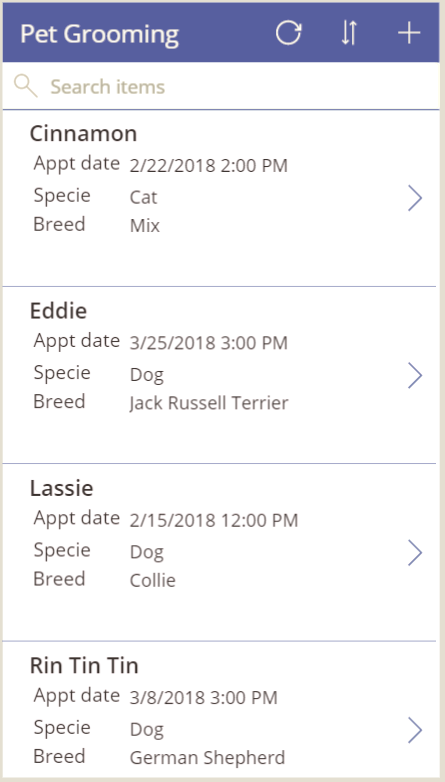 Pet Grooming
Search items
Cinnamon
Appt date 2/22/2018 2:00 PM
Specie Cat
Breed Mix
Eddie
Appt date 3/25/2018 3:00 PM
Specie Dog
Breed Jack Russell Terrier
Lassie
Appt date 2/15/2018 12:00 PM
Specie Dog
Breed Collie
Rin Tin Tin
Appt date 3/8/2018 3:00 PM
Specie Dog
Breed German Shepherd